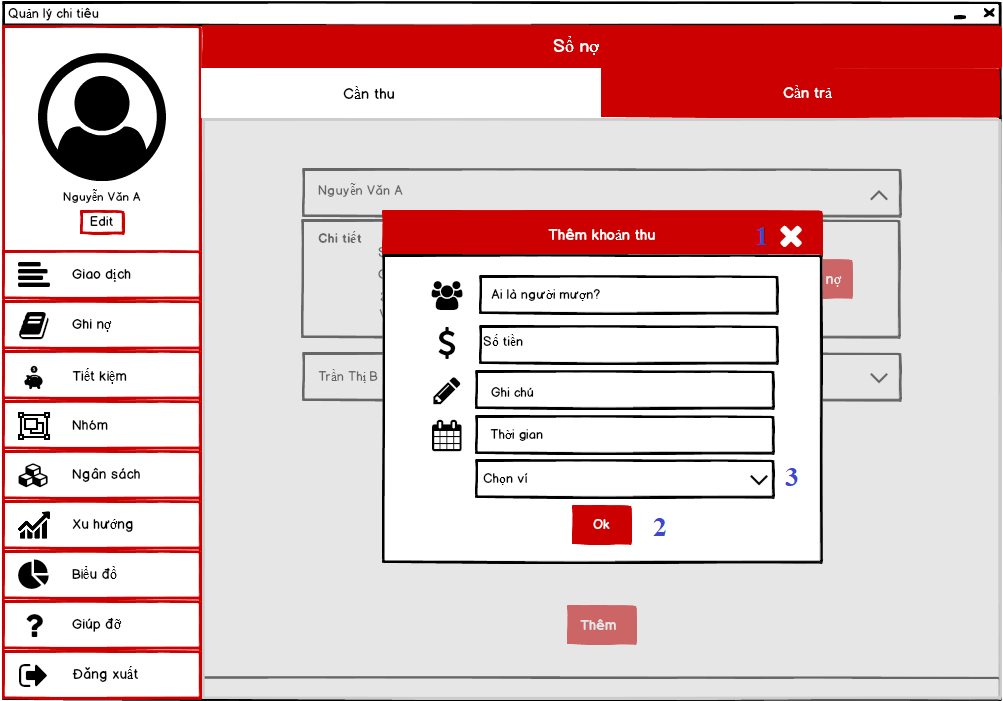 Quản lý chi tiêu
Nguyễn Văn A
Edit
Giao dịch
Ghi nợ
Tiết kiệm
Nhóm
Ngân sách
Xu hướng
Biểu đồ
Giúp đỡ
Đăng xuất
Sổ nợ
Cần thu
Cần trả
Nguyễn Văn A
Chi tiết
nợ
Trần Thị B
Thêm khoản thu
1
Ai là người mượn?
Số tiền
Ghi chú
Thời gian
Chọn ví
3
Ok
2
Thêm